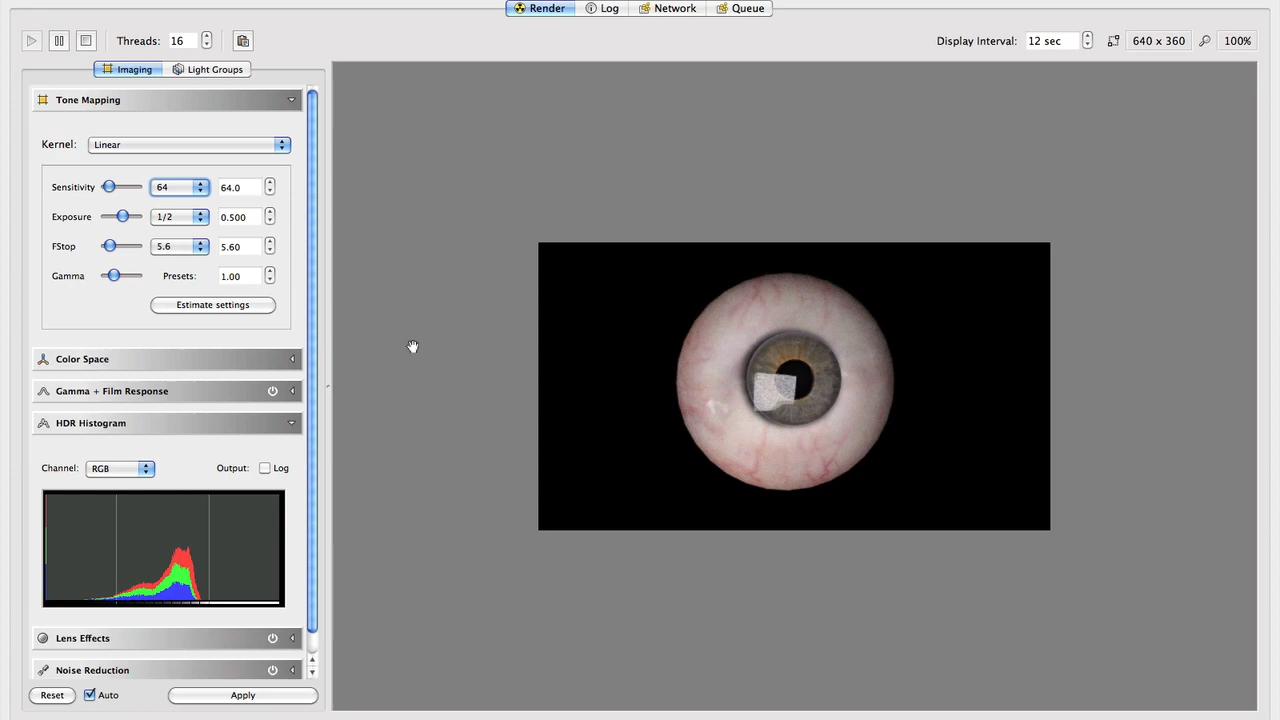 Render Log Network Queue
Threads: 16 Display Interval: 12 sec 640 x 360 100%
Imaging Light Groups
Tone Mapping
Kernel: Linear
Sensitivity 64 64.0
Exposure 1/2 0.500
FStop 5.6 5.60
Gamma Presets: 1.00
Estimate settings
Color Space
Gamma + Film Response
HDR Histogram
Channel: RGB Output: Log
Lens Effects
Noise Reduction
Reset Auto Apply